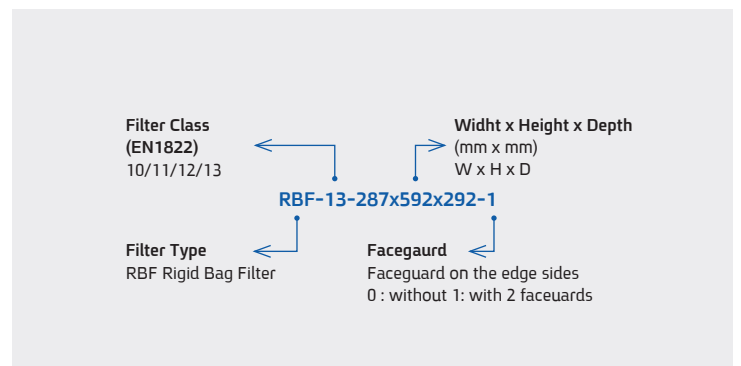 Filter Class
(EN1822)
10/11/12/13
Widht x Height x Depth
(mm x mm)
W x H x D
RBF-13-287x592x292-1
Filter Type
RBF Rigid Bag Filter
Facegaurd
Faceguard on the edge sides
0 : without 1: with 2 faceuards